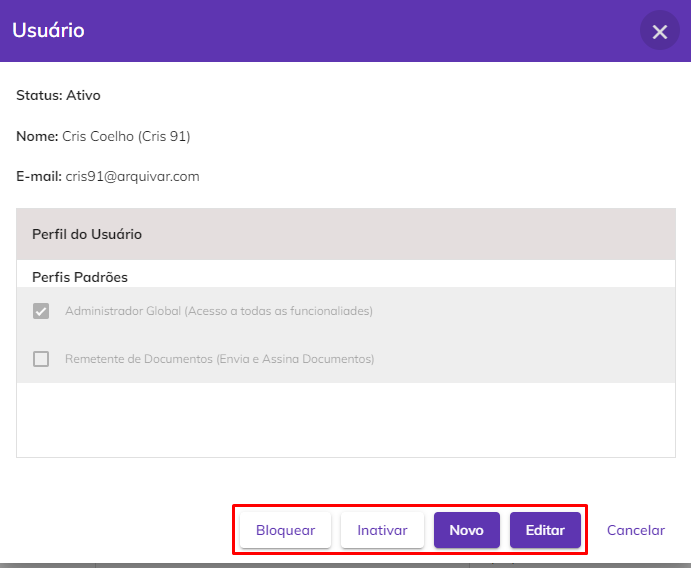 Usuário
Status: Ativo
Nome: Cris Coelho (Cris 91)
E-mail: cris91@arquivar.com
Perfil do Usuário
Perfis Padrões
Administrador Global (Acesso a todas as funcionaliades)
Remetente de Documentos (Envia e Assina Documentos)
Bloquear Inativar Novo Editar Cancelar